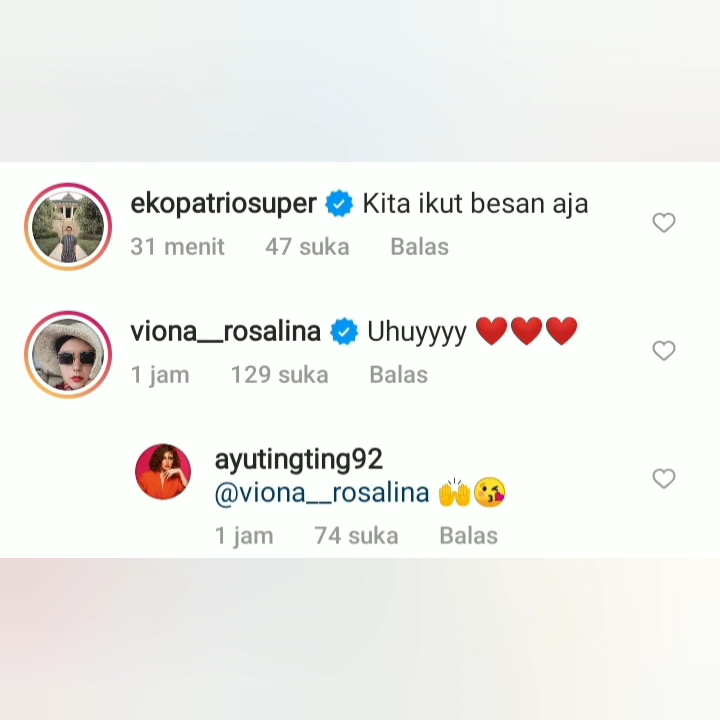 ekopatriosuper Kita ikut besan aja
31 menit 47 suka Balas
viona__rosalina Uhuyyyy ❤️❤️❤️
1 jam 129 suka Balas
ayutingting92
@viona__rosalina 🙌😘
1 jam 74 suka Balas